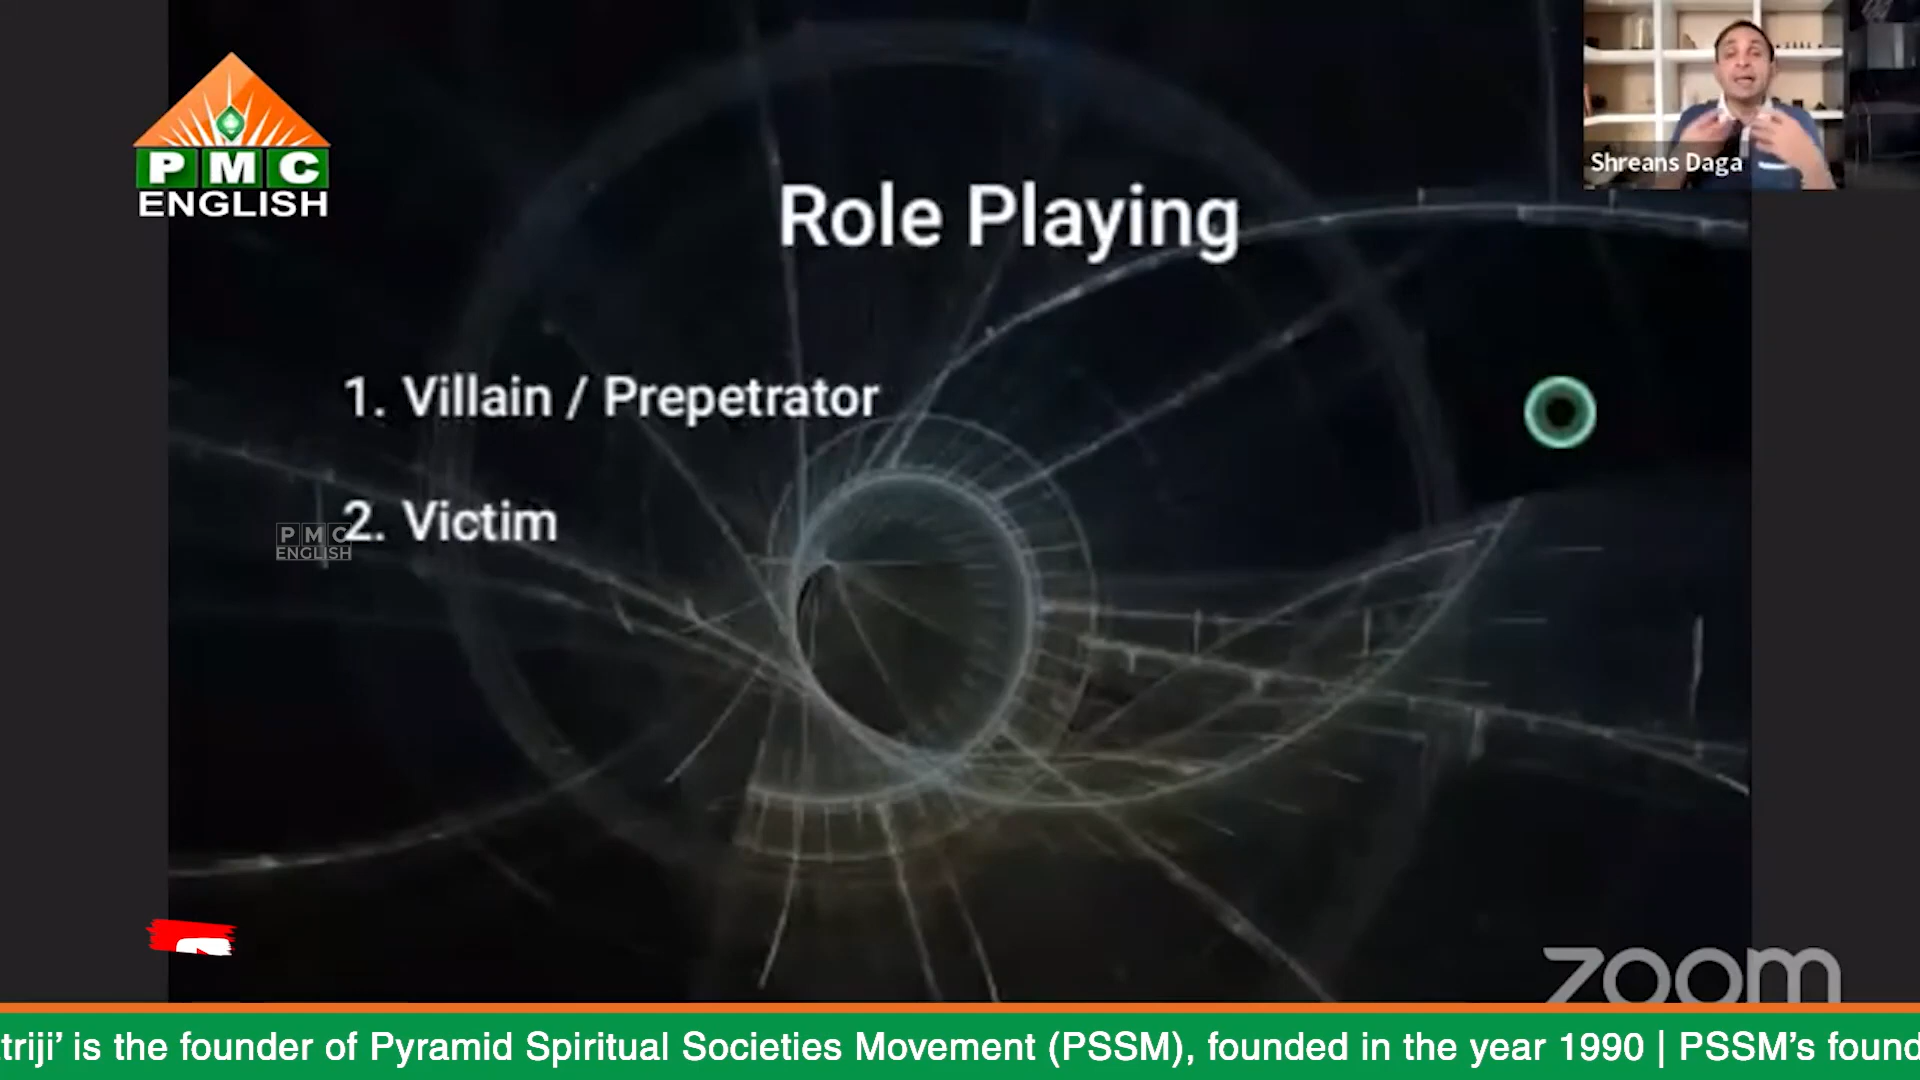 PMC
ENGLISH
Shreans Daga
Role Playing
1. Villain / Prepetrator
2. Victim
PMC
ENGLISH
zoom
triji’ is the founder of Pyramid Spiritual Societies Movement (PSSM), founded in the year 1990 | PSSM’s found